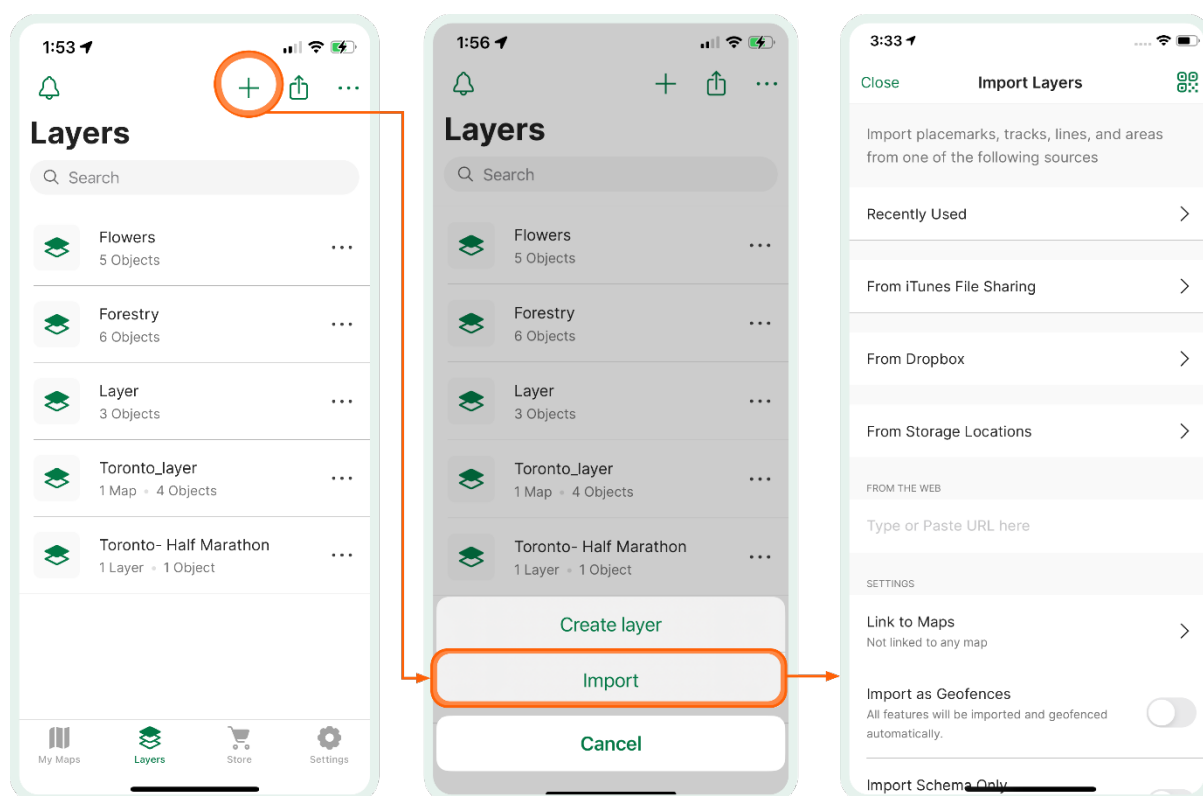 1:53
Layers
Search
Flowers
5 Objects
Forestry
6 Objects
Layer
3 Objects
Toronto_layer
1 Map • 4 Objects
Toronto- Half Marathon
1 Layer • 1 Object
My Maps
Layers
Store
Settings
1:56
Layers
Search
Flowers
5 Objects
Forestry
6 Objects
Layer
3 Objects
Toronto_layer
1 Map • 4 Objects
Toronto- Half Marathon
1 Layer • 1 Object
Create layer
Import
Cancel
3:33
Close
Import Layers
Import placemarks, tracks, lines, and areas
from one of the following sources
Recently Used
From iTunes File Sharing
From Dropbox
From Storage Locations
FROM THE WEB
Type or Paste URL here
SETTINGS
Link to Maps
Not linked to any map
Import as Geofences
All features will be imported and geofenced
automatically.
Import Schema Only